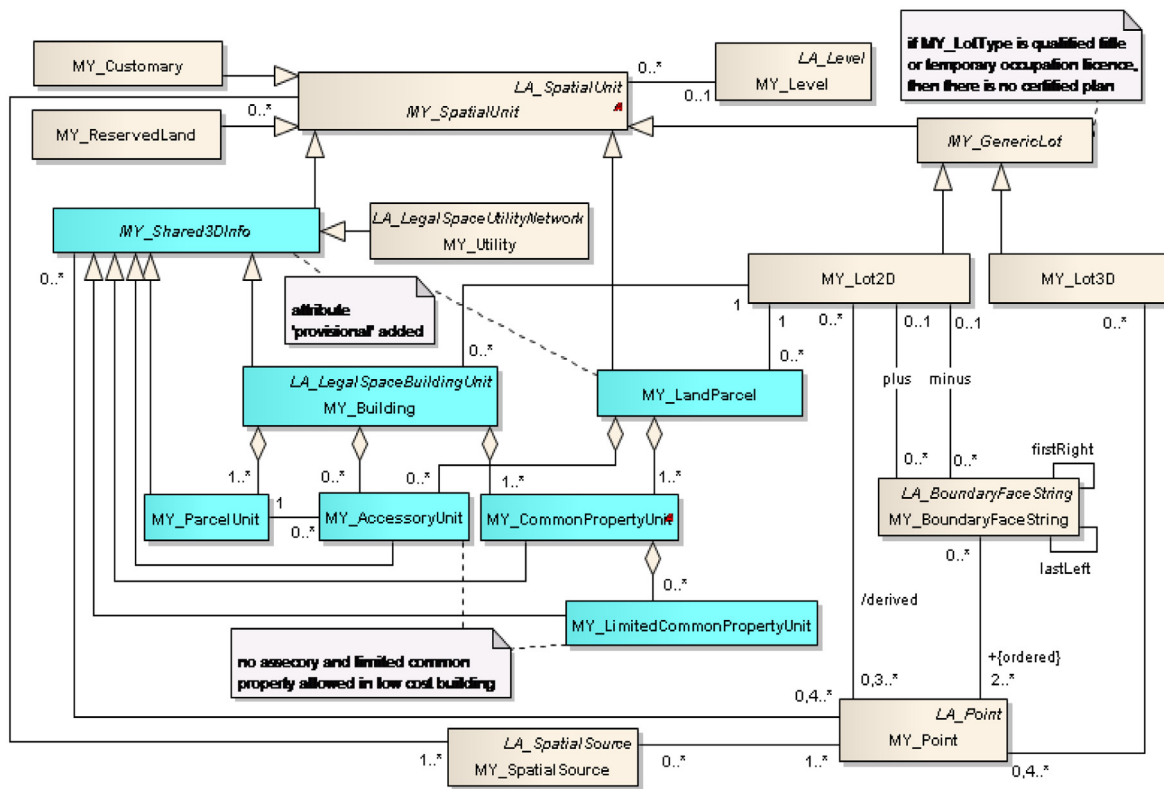 MY_Customary
MY_ReservedLand
0..*
LA_SpatialUnit
MY_SpatialUnit
0..*
0..1
LA_Level
MY_Level
if MY_LotType is qualified title
or temporary occupation licence,
then there is no certified plan
MY_GenericLot
MY_Shared3DInfo
0..*
LA_LegalSpaceUtilityNetwork
MY_Utility
attribute
'provisional' added
MY_Lot2D
MY_Lot3D
1
1
0..*
0..1
0..1
0..*
0..*
0..*
LA_LegalSpaceBuildingUnit
MY_Building
MY_LandParcel
plus
minus
1..*
0..*
1..*
0..*
1..*
0..*
0..*
firstRight
MY_ParcelUnit
1
0..*
MY_AccessoryUnit
MY_CommonPropertyUnit
LA_BoundaryFaceString
MY_BoundaryFaceString
0..*
lastLeft
0..*
MY_LimitedCommonPropertyUnit
/derived
no assecory and limited common
property allowed in low cost building
+{ordered}
0,4..*
0,3..*
2..*
LA_Point
MY_Point
1..*
LA_SpatialSource
MY_SpatialSource
0..*
1..*
0,4..*